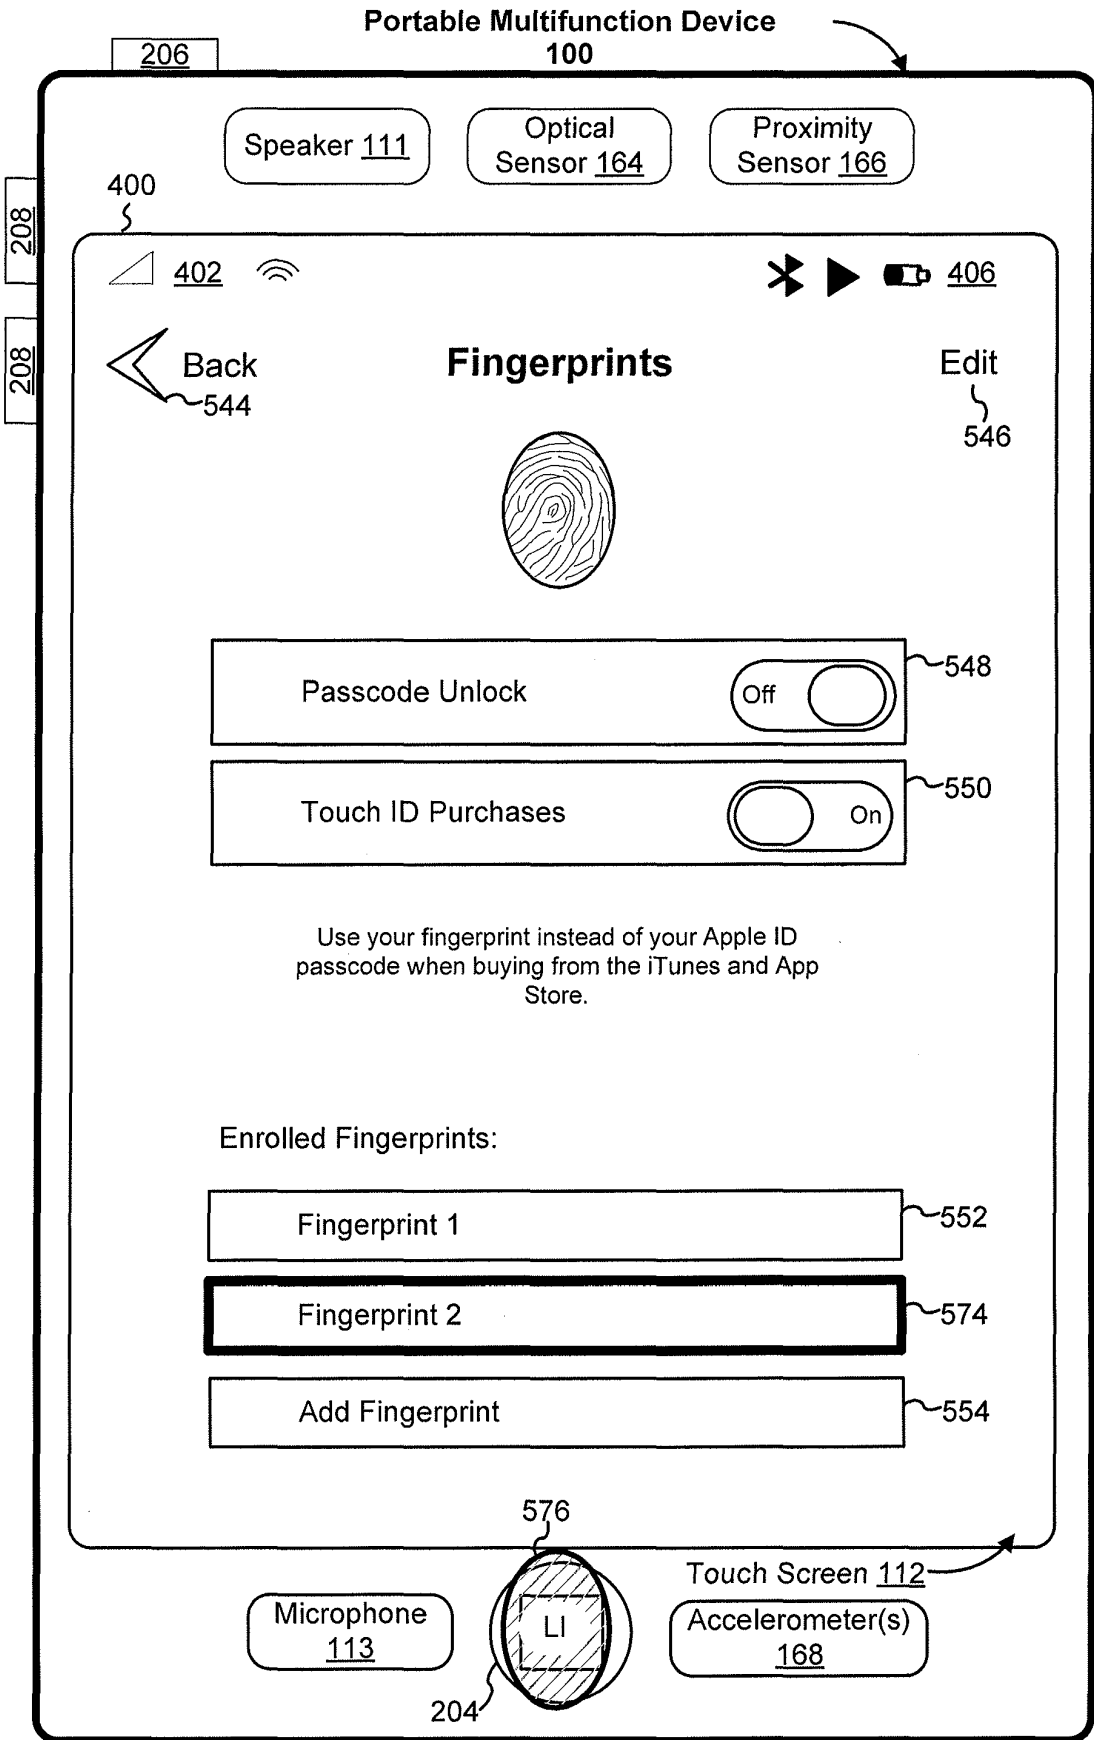 Portable Multifunction Device
100
206
Speaker 111
Optical
Sensor 164
Proximity
Sensor 166
208
400
402
406
208
Back
Fingerprints
Edit
544
546
Passcode Unlock
Off
548
Touch ID Purchases
On
550
Use your fingerprint instead of your Apple ID
passcode when buying from the iTunes and App
Store.
Enrolled Fingerprints:
Fingerprint 1
552
Fingerprint 2
574
Add Fingerprint
554
576
Touch Screen 112
Microphone
113
LI
Accelerometer(s)
168
204